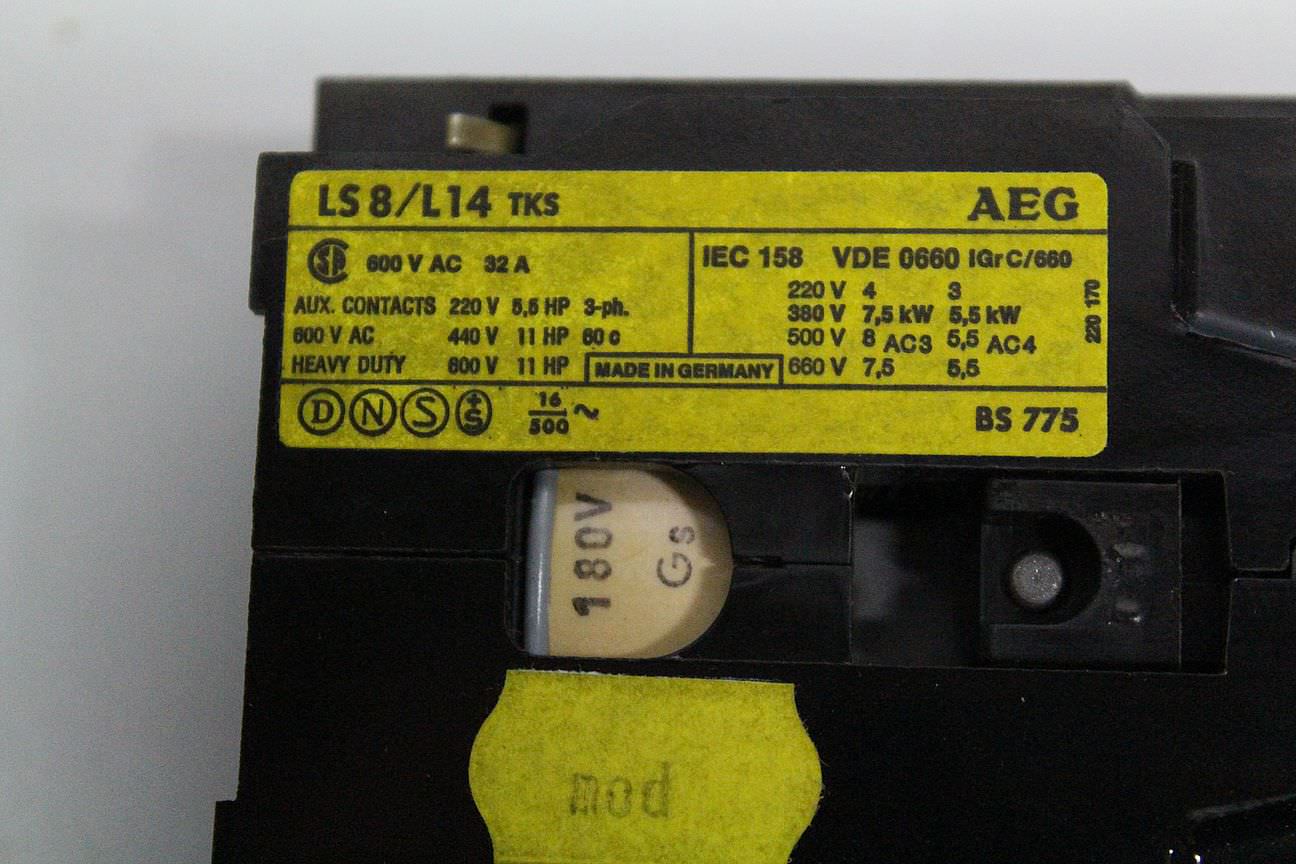 LS 8/L14 TKS
AEG
SA 600 V AC 32 A
AUX. CONTACTS 220 V 5,5 HP 3-ph.
600 V AC 440 V 11 HP 60 c
HEAVY DUTY 600 V 11 HP
MADE IN GERMANY
IEC 158 VDE 0660 IGr C/660
220 V 4 3
380 V 7,5 kW 5,5 kW
500 V 8 AC3 5,5 AC4
660 V 7,5 5,5
220 170
D N S +S 16/500 ~
BS 775
180V
Gs
mod